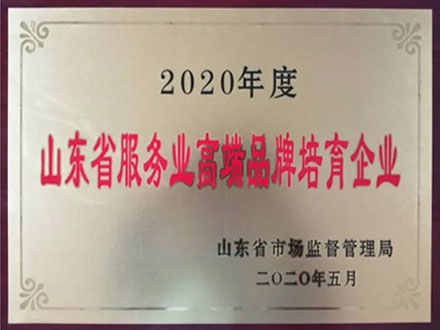 2020年度
山东省服务业高端品牌培育企业
山东省市场监督管理局
二〇二〇年五月